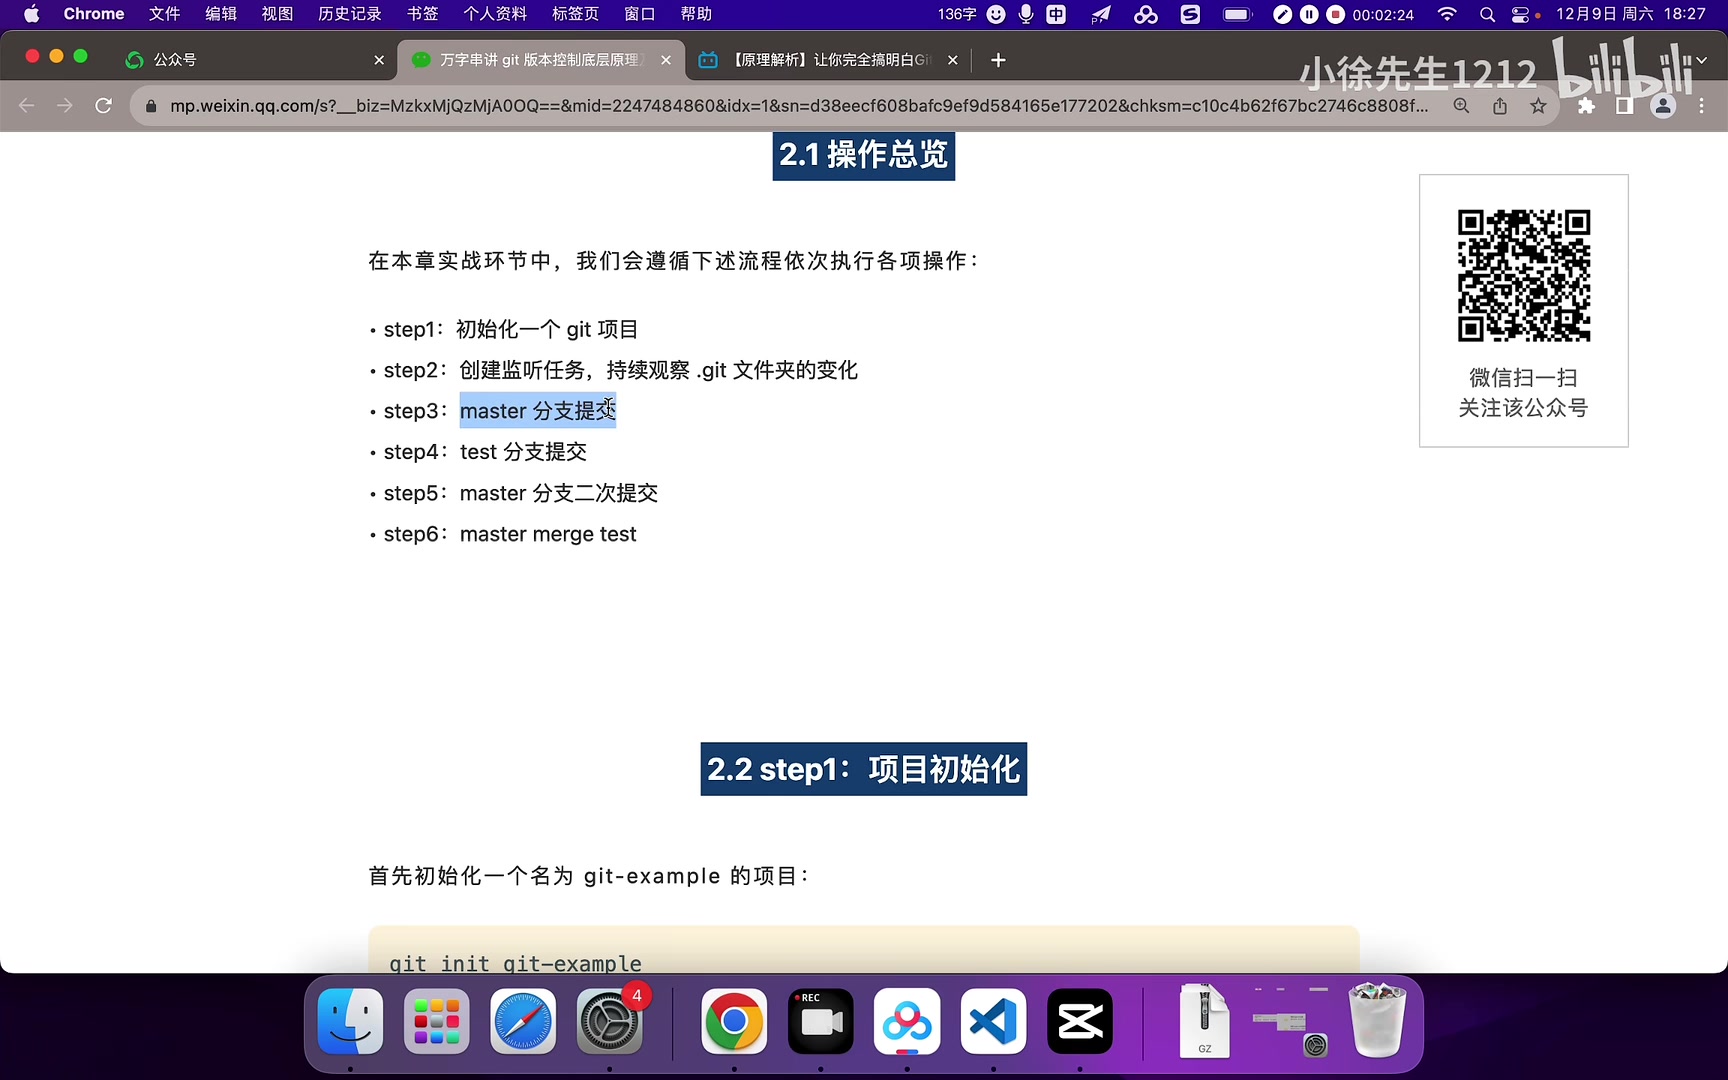 Chrome 文件 编辑 视图 历史记录 书签 个人资料 标签页 窗口 帮助 136字 中 00:02:24 12月9日 周六 18:27
公众号 万字串讲 git 版本控制底层原理 【原理解析】让你完全搞明白Gi
小徐先生1212 bilibili
mp.weixin.qq.com/s?__biz=MzkxMjQzMjA0OQ==&mid=2247484860&idx=1&sn=d38eecf608bafc9ef9d584165e177202&chksm=c10c4b62f67bc2746c8808f...
2.1 操作总览
在本章实战环节中，我们会遵循下述流程依次执行各项操作：
• step1：初始化一个 git 项目
• step2：创建监听任务，持续观察 .git 文件夹的变化
• step3：master 分支提交
• step4：test 分支提交
• step5：master 分支二次提交
• step6：master merge test
微信扫一扫
关注该公众号
2.2 step1：项目初始化
首先初始化一个名为 git-example 的项目：
git init git-example
4
REC
GZ